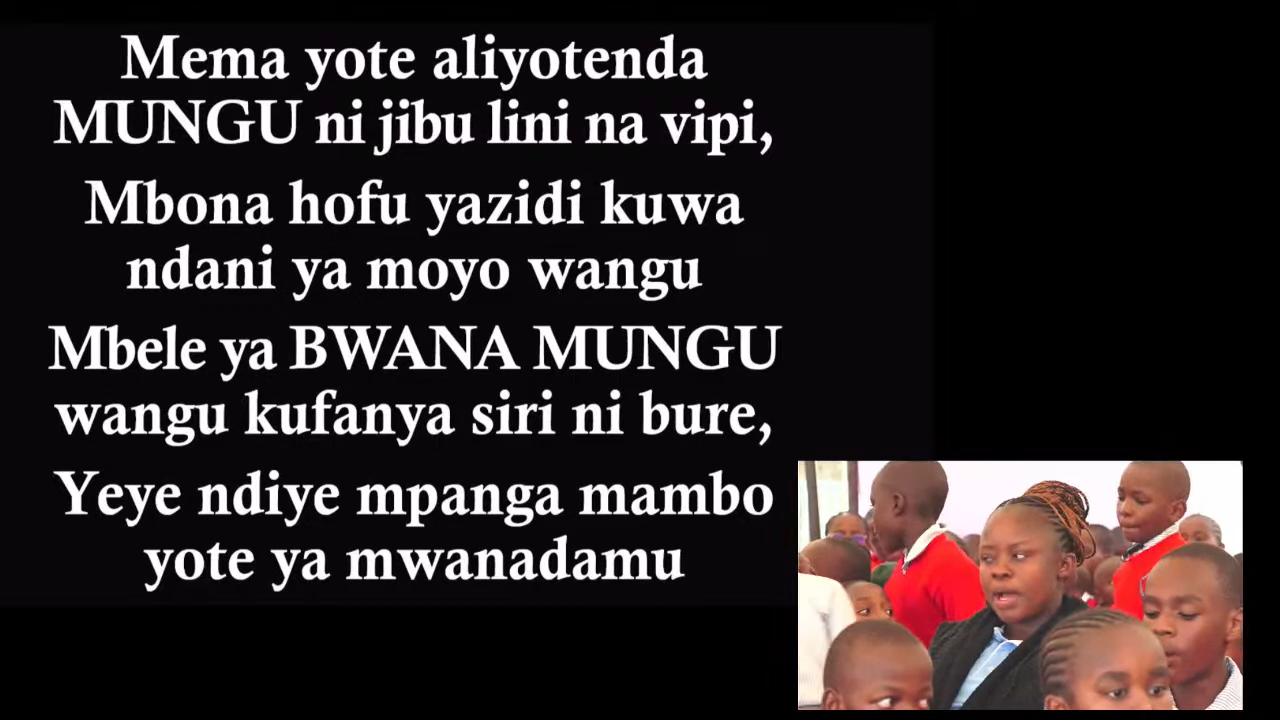 Mema yote aliyotenda
MUNGU ni jibu lini na vipi,
Mbona hofu yazidi kuwa
ndani ya moyo wangu
Mbele ya BWANA MUNGU
wangu kufanya siri ni bure,
Yeye ndiye mpanga mambo
yote ya mwanadamu